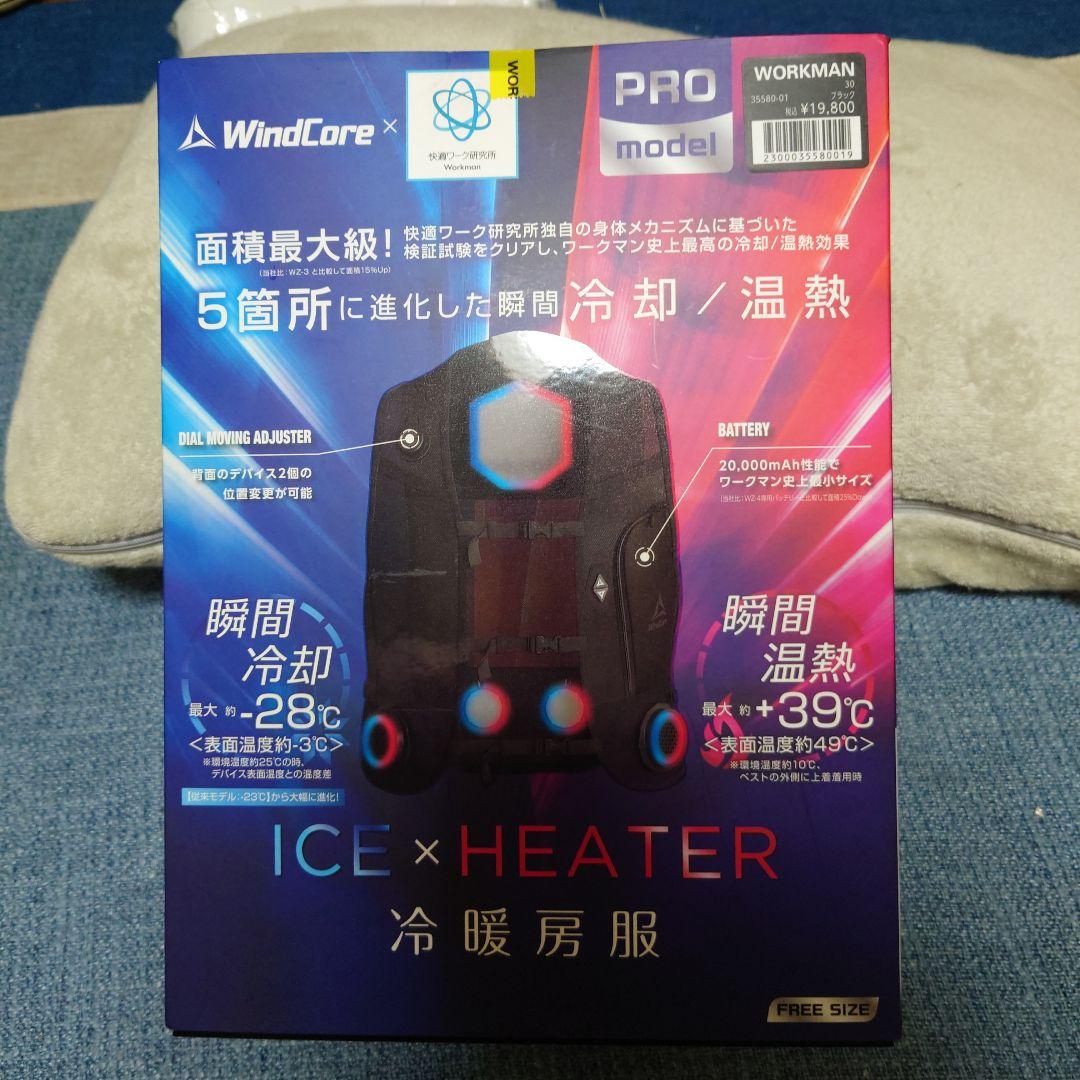 WindCore ×
快適ワーク研究所
Workman
WOR
PRO
model
WORKMAN
30
35580-01 ブラック
税込 ¥19,800
2300035580019
面積最大級!
(当社比:WZ-3 と比較して面積15%Up)
快適ワーク研究所独自の身体メカニズムに基づいた
検証試験をクリアし、ワークマン史上最高の冷却/温熱効果
5箇所に進化した瞬間 冷却/温熱
DIAL MOVING ADJUSTER
背面のデバイス2個の
位置変更が可能
BATTERY
20,000mAh性能で
ワークマン史上最小サイズ
WindCore
瞬間
冷却
最大 約 -28℃
<表面温度約-3℃>
※環境温度約25℃の時、
デバイス表面温度との温度差
【従来モデル:-23℃】から大幅に進化!
瞬間
温熱
最大 約 +39℃
<表面温度約49℃>
※環境温度約10℃、
ベストの外側に上着着用時
ICE × HEATER
冷暖房服
FREE SIZE